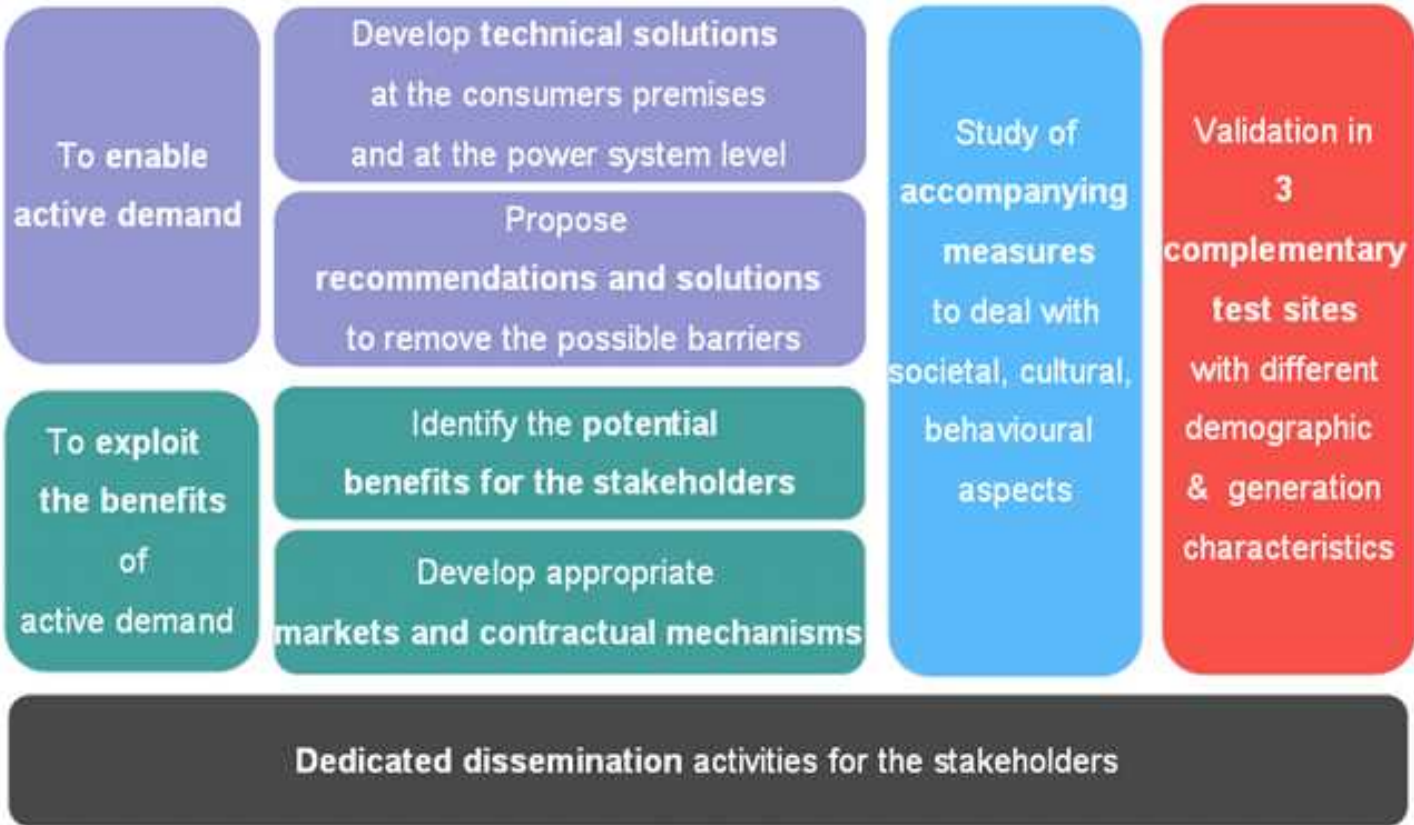 To enable
active demand
Develop technical solutions
at the consumers premises
and at the power system level
Propose
recommendations and solutions
to remove the possible barriers
To exploit
the benefits
of
active demand
Identify the potential
benefits for the stakeholders
Develop appropriate
markets and contractual mechanisms
Study of
accompanying
measures
to deal with
societal, cultural,
behavioural
aspects
Validation in
3
complementary
test sites
with different
demographic
& generation
characteristics
Dedicated dissemination activities for the stakeholders